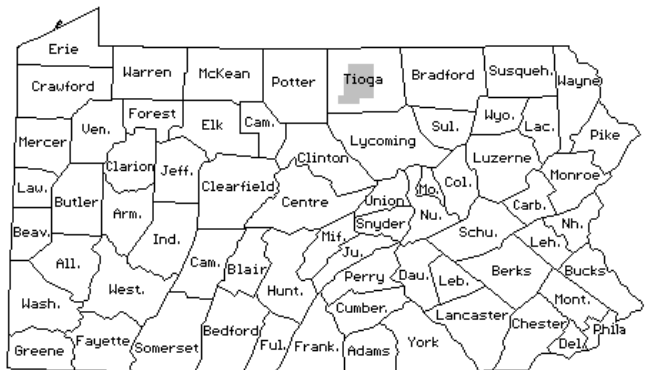 Erie
Warren
McKean
Potter
Tioga
Bradford
Susqueh.
Wayne
Crawford
Forest
Elk
Cam.
Sul.
Wyo.
Lac.
Pike
Mercer
Ven.
Clarion
Jeff.
Clinton
Lycoming
Luzerne
Monroe
Law.
Butler
Clearfield
Centre
Union
Mo.
Col.
Carb.
Arm.
Snyder
Nu.
Schu.
Nh.
Beav.
Ind.
Mif.
Ju.
Leh.
All.
Cam.
Blair
Hunt.
Perry
Dau.
Leb.
Berks
Bucks
West.
Wash.
Cumber.
Lancaster
Mont.
Greene
Fayette
Somerset
Bedford
Ful.
Frank.
Adams
York
Chester
Del.
Phila